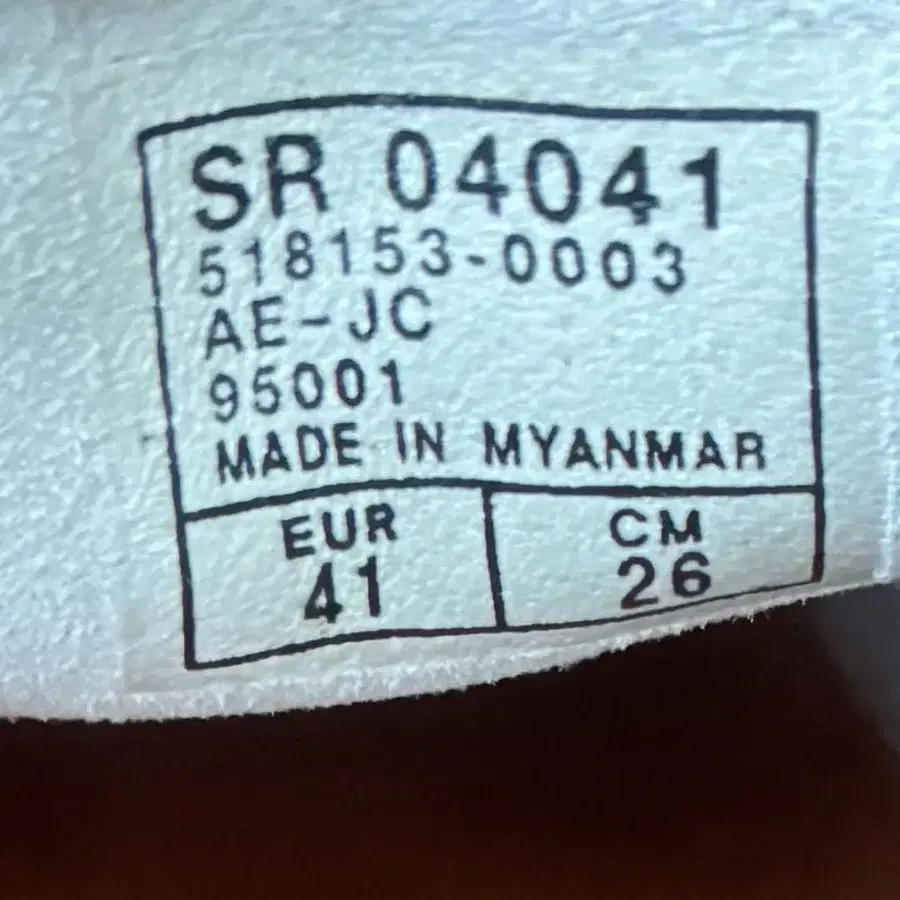 SR 04041
518153-0003
AE-JC
95001
MADE IN MYANMAR
EUR CM
41 26